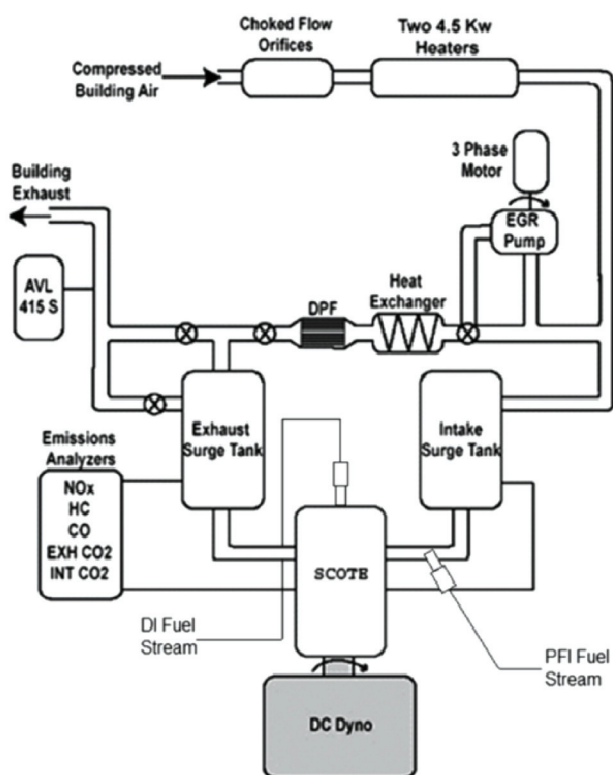 Choked Flow
Orifices
Two 4.5 Kw
Heaters
Compressed
Building Air
3 Phase
Motor
Building
Exhaust
EGR
Pump
AVL
415 S
DPF
Heat
Exchanger
Exhaust
Surge Tank
Intake
Surge Tank
Emissions
Analyzers
NOx
HC
CO
EXH CO2
INT CO2
SCOTE
DI Fuel
Stream
PFI Fuel
Stream
DC Dyno